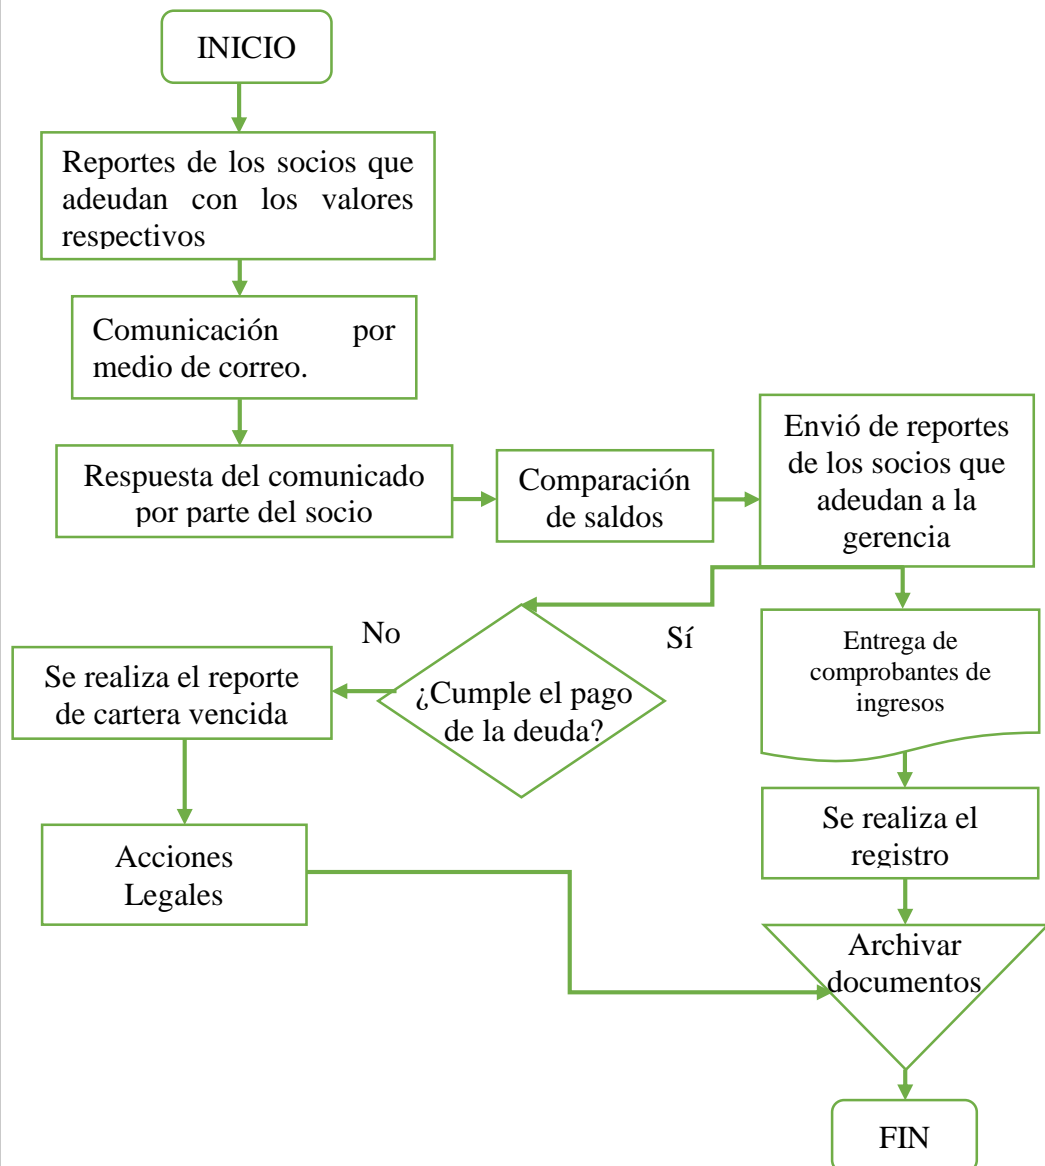 INICIO
Reportes de los socios que
adeudan con los valores
respectivos
Comunicación por
medio de correo.
Respuesta del comunicado
por parte del socio
Comparación
de saldos
Envió de reportes
de los socios que
adeudan a la
gerencia
No
Sí
¿Cumple el pago
de la deuda?
Se realiza el reporte
de cartera vencida
Entrega de
comprobantes de
ingresos
Acciones
Legales
Se realiza el
registro
Archivar
documentos
FIN